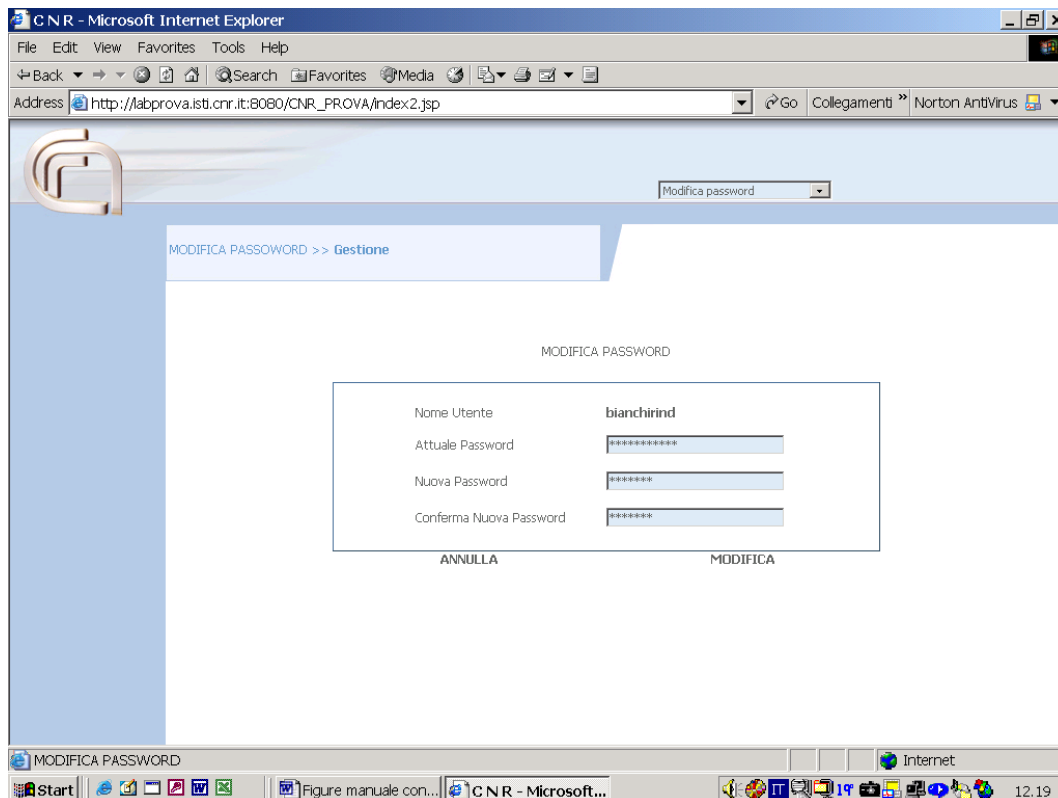 C N R - Microsoft Internet Explorer
File Edit View Favorites Tools Help
Back Search Favorites Media
Address http://labprova.isti.cnr.it:8080/CNR_PROVA/index2.jsp Go Collegamenti » Norton AntiVirus
Modifica password
MODIFICA PASSOWORD >> Gestione
MODIFICA PASSWORD
Nome Utente bianchirind
Attuale Password ***********
Nuova Password *******
Conferma Nuova Password *******
ANNULLA MODIFICA
MODIFICA PASSWORD Internet
Start Figure manuale con... C N R - Microsoft... IT 12.19